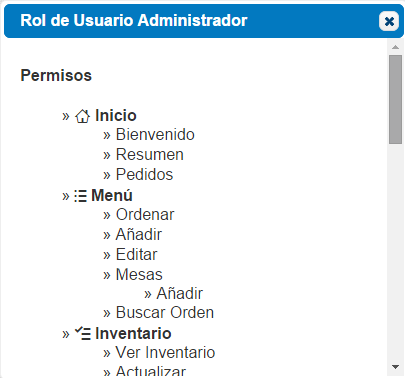 Rol de Usuario Administrador
Permisos
» Inicio
» Bienvenido
» Resumen
» Pedidos
» Menú
» Ordenar
» Añadir
» Editar
» Mesas
» Añadir
» Buscar Orden
» Inventario
» Ver Inventario
» Actualizar